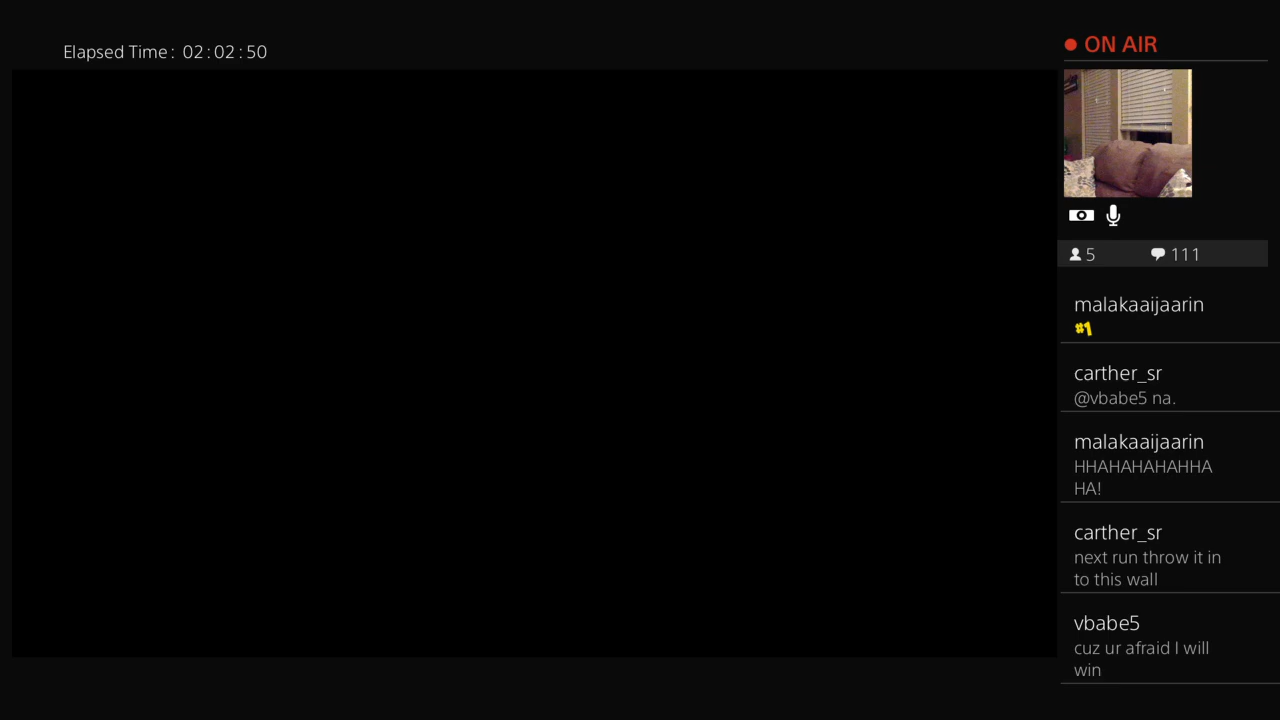 Elapsed Time: 02:02:50
ON AIR
5 111
malakaaijaarin
#1
carther_sr
@vbabe5 na.
malakaaijaarin
HHAHAHAHAHHA
HA!
carther_sr
next run throw it in
to this wall
vbabe5
cuz ur afraid I will
win